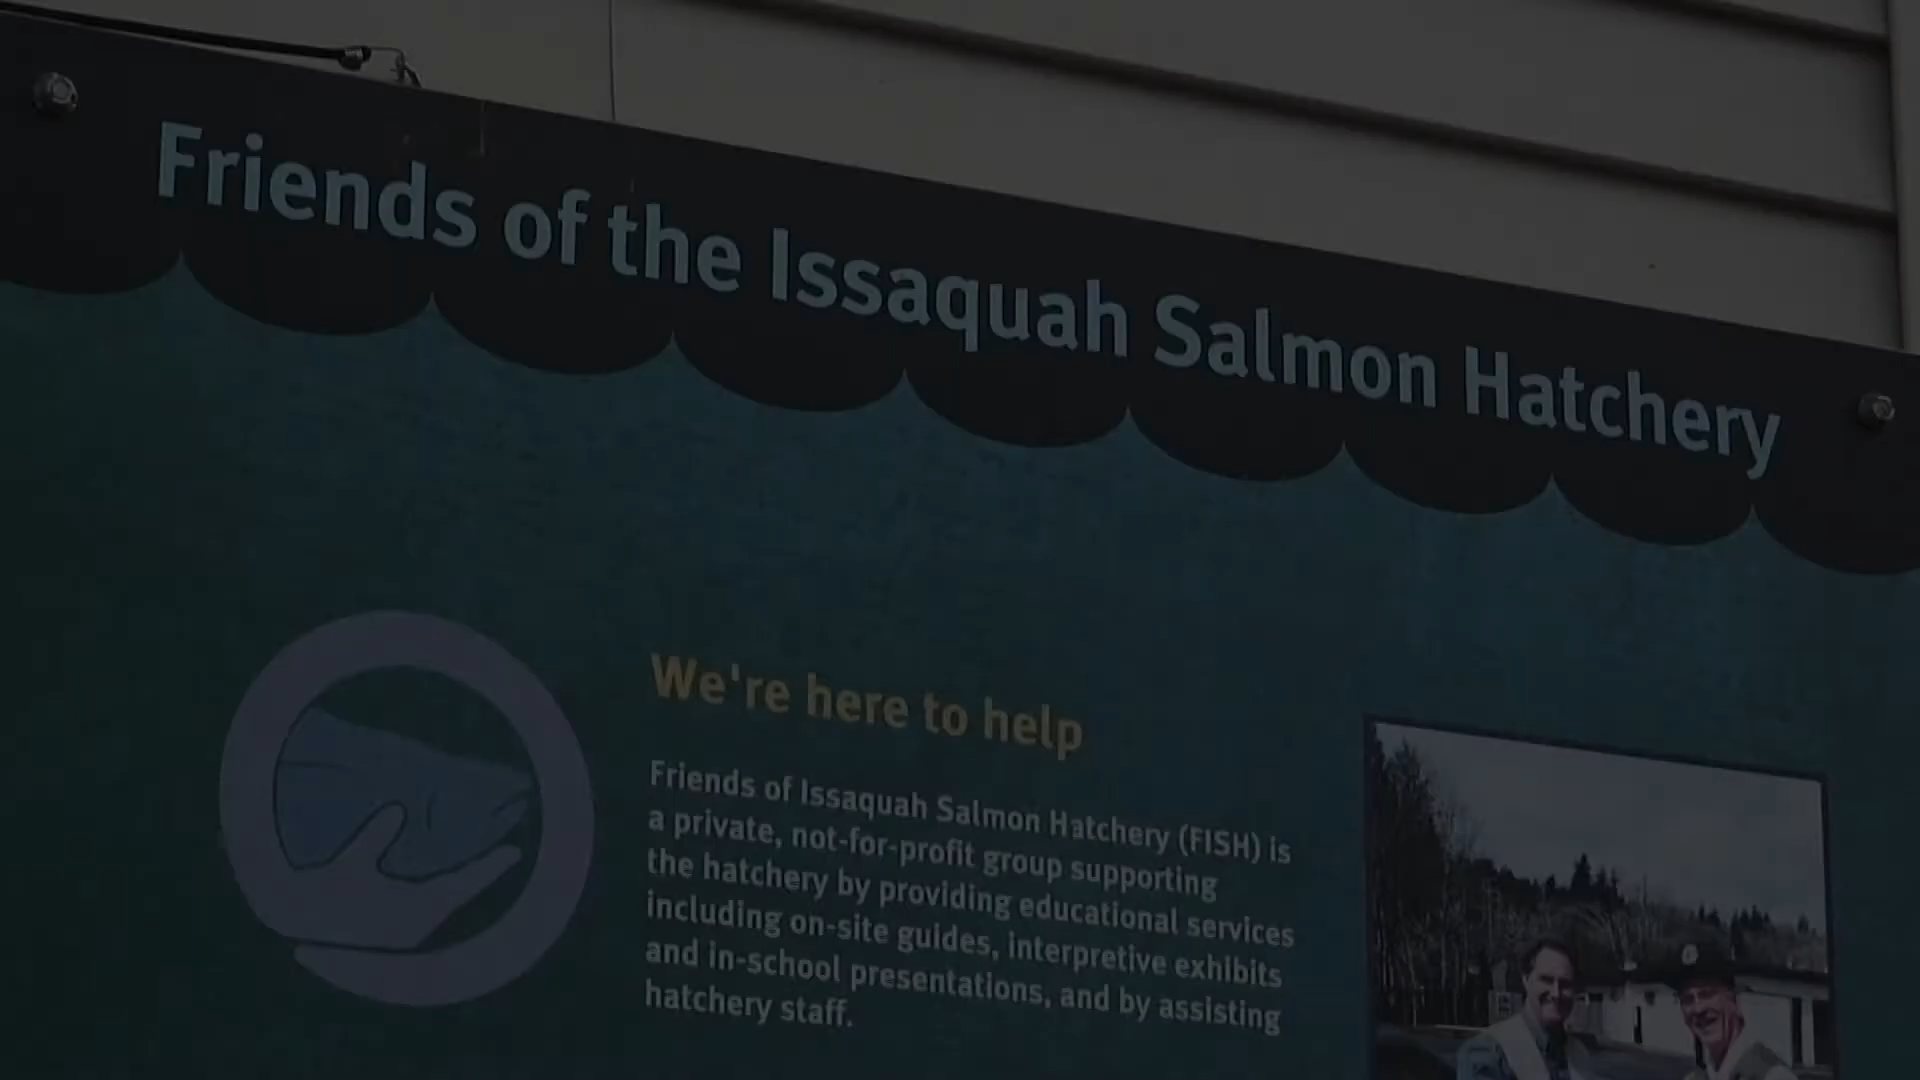 Friends of the Issaquah Salmon Hatchery
We're here to help
Friends of Issaquah Salmon Hatchery (FISH) is
a private, not-for-profit group supporting
the hatchery by providing educational services
including on-site guides, interpretive exhibits
and in-school presentations, and by assisting
hatchery staff.